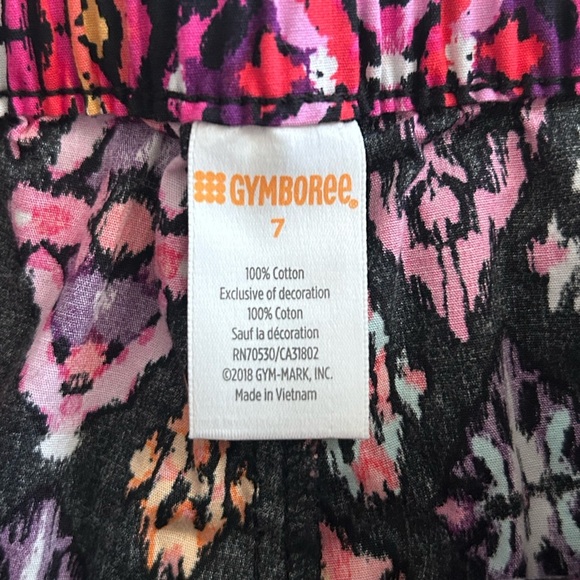 GYMBOREE
7
100% Cotton
Exclusive of decoration
100% Coton
Sauf la décoration
RN70530/CA31802
©2018 GYM-MARK, INC.
Made in Vietnam